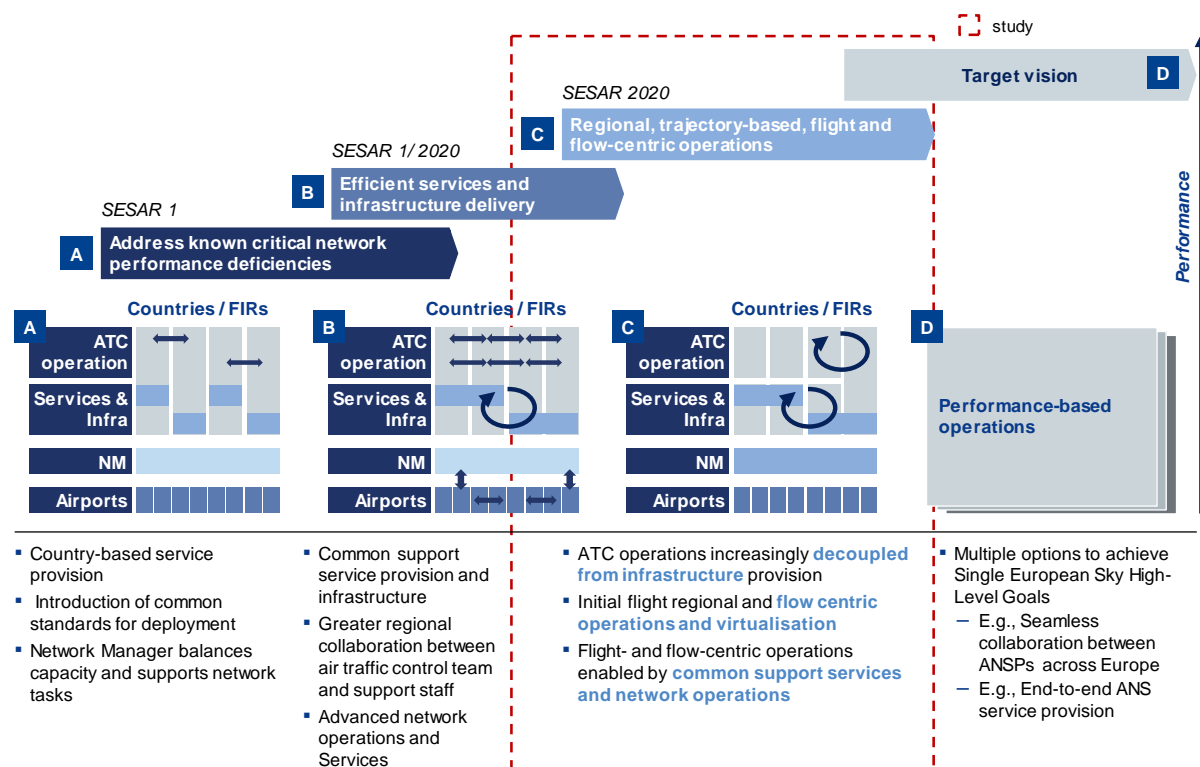 study
Target vision
D
SESAR 2020
C
Regional, trajectory-based, flight and
flow-centric operations
SESAR 1/ 2020
B
Efficient services and
infrastructure delivery
SESAR 1
A
Address known critical network
performance deficiencies
Performance
A
Countries / FIRs
ATC
operation
Services &
Infra
NM
Airports
B
Countries / FIRs
ATC
operation
Services &
Infra
NM
Airports
C
Countries / FIRs
ATC
operation
Services &
Infra
NM
Airports
D
Performance-based
operations
▪ Country-based service
provision
▪ Introduction of common
standards for deployment
▪ Network Manager balances
capacity and supports network
tasks
▪ Common support
service provision and
infrastructure
▪ Greater regional
collaboration between
air traffic control team
and support staff
▪ Advanced network
operations and
Services
▪ ATC operations increasingly decoupled
from infrastructure provision
▪ Initial flight regional and flow centric
operations and virtualisation
▪ Flight- and flow-centric operations
enabled by common support services
and network operations
▪ Multiple options to achieve
Single European Sky High-
Level Goals
– E.g., Seamless
collaboration between
ANSPs across Europe
– E.g., End-to-end ANS
service provision